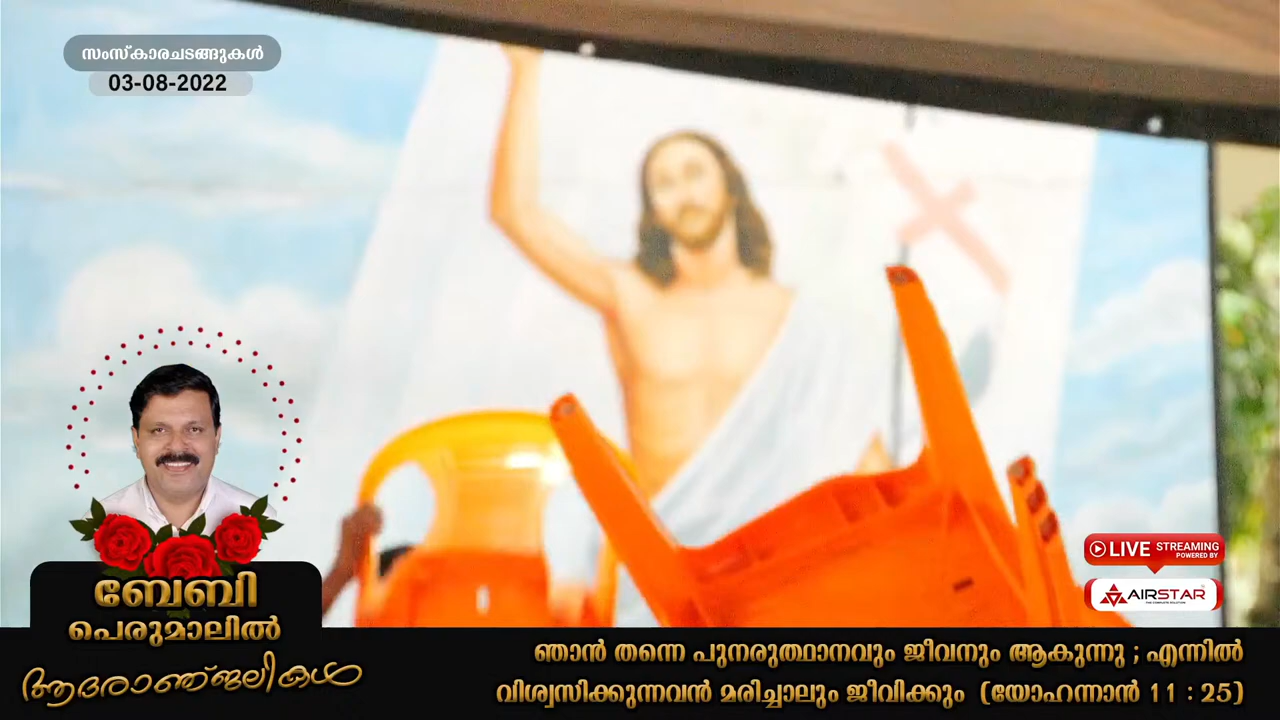 സംസ്കാരചടങ്ങുകൾ
03-08-2022
ബേബി
പെരുമാലിൽ
ആദരാഞ്ജലികൾ
ഞാൻ തന്നെ പുനരുത്ഥാനവും ജീവനും ആകുന്നു ; എന്നിൽ
വിശ്വസിക്കുന്നവൻ മരിച്ചാലും ജീവിക്കും (യോഹന്നാൻ 11 : 25)
LIVE STREAMING
POWERED BY
AIRSTAR